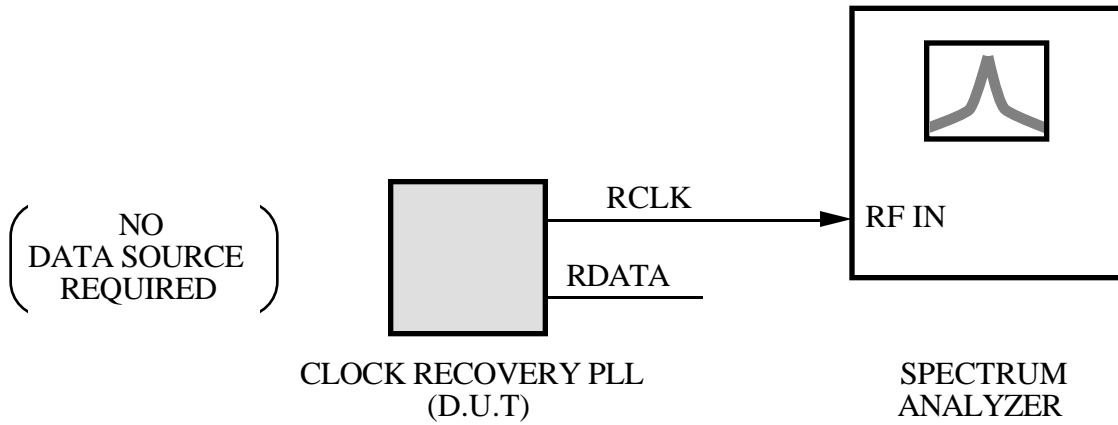 NO
DATA SOURCE
REQUIRED
RCLK
RDATA
RF IN
CLOCK RECOVERY PLL
(D.U.T)
SPECTRUM
ANALYZER